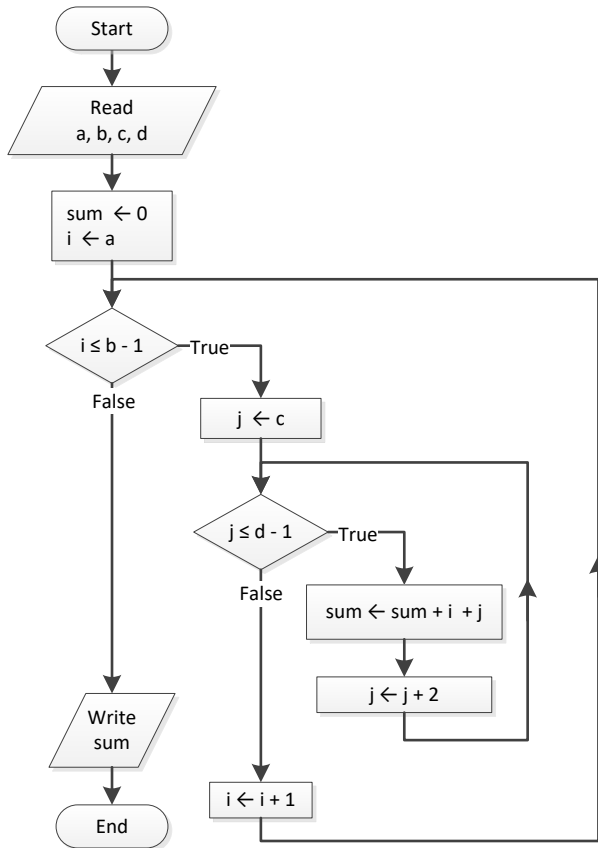 Start
Read
a, b, c, d
sum ← 0
i ← a
i ≤ b - 1
True
False
j ← c
j ≤ d - 1
True
False
sum ← sum + i + j
j ← j + 2
Write
sum
i ← i + 1
End